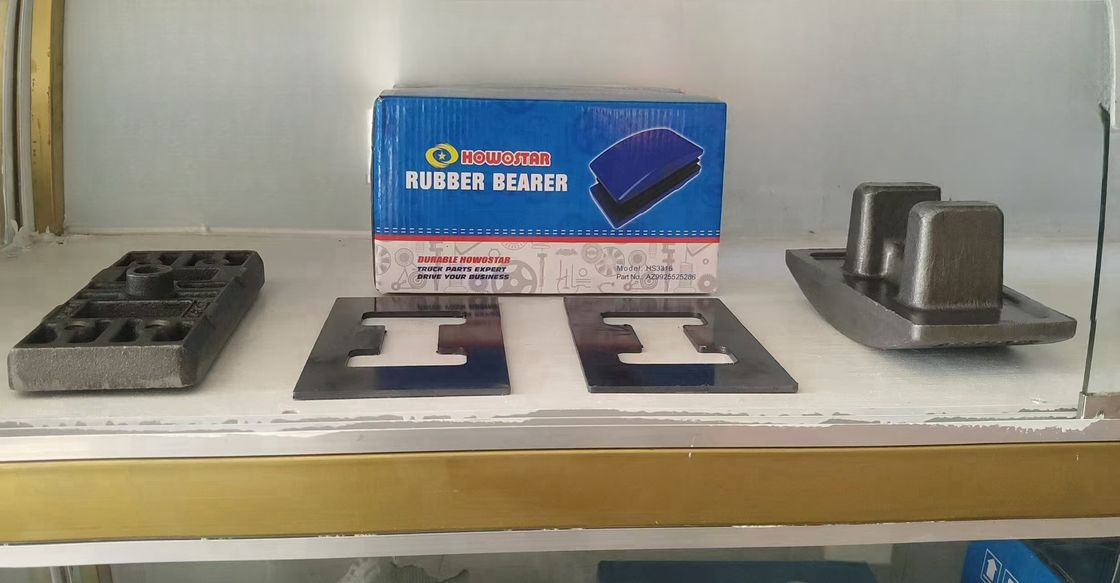 HOWOSTAR
RUBBER BEARER
DURABLE HOWOSTAR
TRUCK PARTS EXPERT
DRIVE YOUR BUSINESS
Model: HS3316
Part No.: AZ9925525286